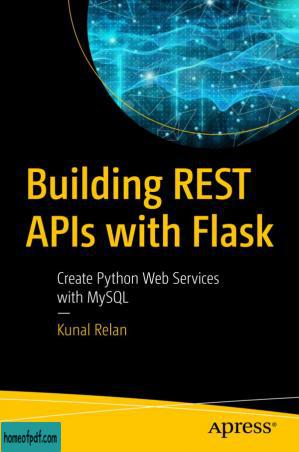 Building REST
APIs with Flask
Create Python Web Services
with MySQL
—
Kunal Relan
Apress®
homeofpdf.com